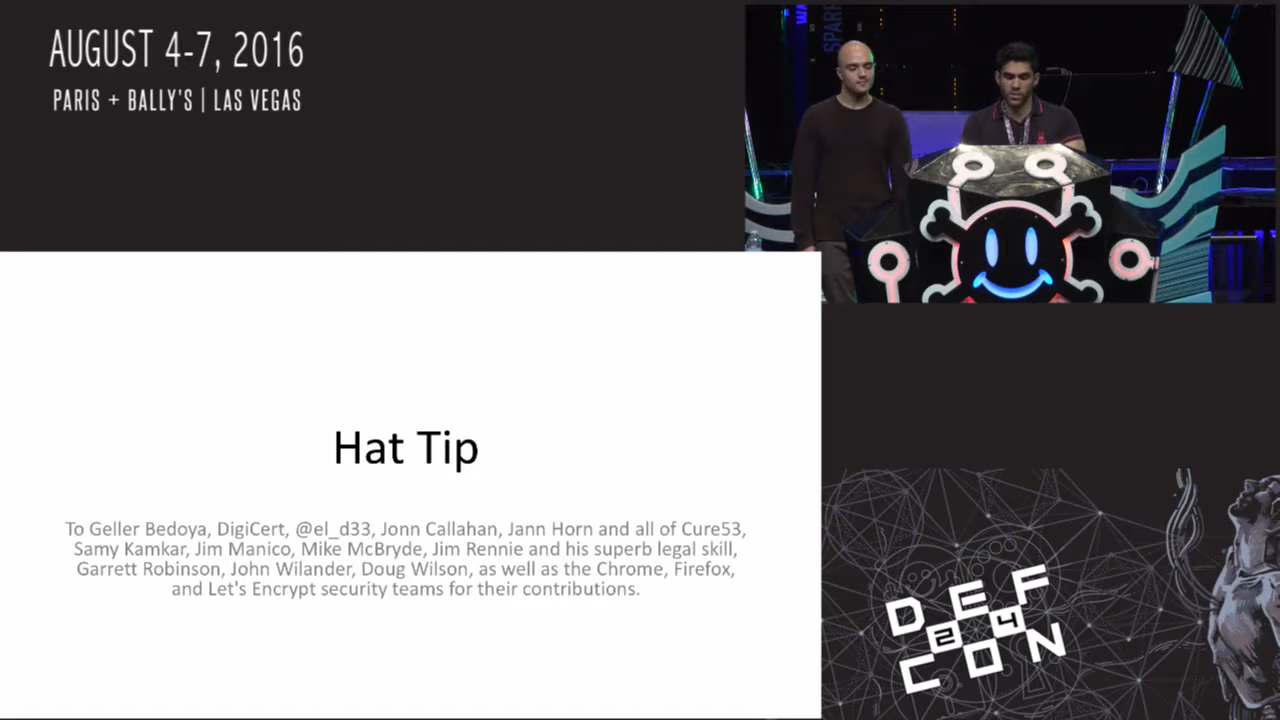 AUGUST 4-7, 2016
PARIS + BALLY'S | LAS VEGAS
SPARK
Hat Tip
To Geller Bedoya, DigiCert, @el_d33, Jonn Callahan, Jann Horn and all of Cure53,
Samy Kamkar, Jim Manico, Mike McBryde, Jim Rennie and his superb legal skill,
Garrett Robinson, John Wilander, Doug Wilson, as well as the Chrome, Firefox,
and Let's Encrypt security teams for their contributions.
DEF
24
CON